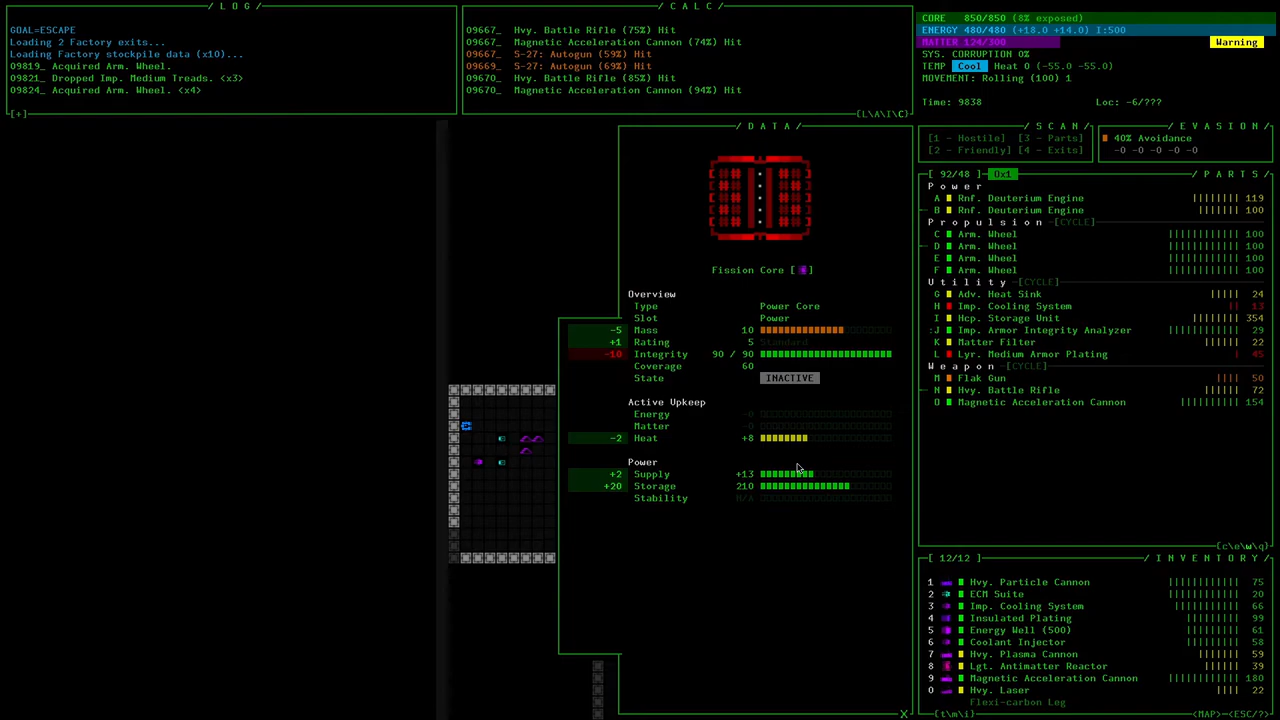 / L O G /
GOAL=ESCAPE
Loading 2 Factory exits...
Loading Factory stockpile data (x10)...
09819_ Acquired Arm. Wheel.
09821_ Dropped Imp. Medium Treads. <x3>
09824_ Acquired Arm. Wheel. <x4>
[+]
/ C A L C /
09667_ Hvy. Battle Rifle (75%) Hit
09667_ Magnetic Acceleration Cannon (74%) Hit
09667_ S-27: Autogun (59%) Hit
09669_ S-27: Autogun (69%) Hit
09670_ Hvy. Battle Rifle (85%) Hit
09670_ Magnetic Acceleration Cannon (94%) Hit
[L\A\I\C]
CORE 850/850 (8% exposed)
ENERGY 480/480 (+18.0 +14.0) I:500
MATTER 124/300
Warning
SYS. CORRUPTION 0%
TEMP Cool Heat 0 (-55.0 -55.0)
MOVEMENT: Rolling (100) 1
Time: 9838 Loc: -6/???
/ S C A N /
[1 - Hostile] [3 - Parts]
[2 - Friendly] [4 - Exits]
/ E V A S I O N /
40% Avoidance
-0 -0 -0 -0 -0
/ D A T A /
Fission Core [ ]
Overview
Type Power Core
Slot Power
-5 Mass 10
+1 Rating 5 Standard
-10 Integrity 90 / 90
Coverage 60
State INACTIVE
Active Upkeep
Energy -0
Matter -0
-2 Heat +8
Power
+2 Supply +13
+20 Storage 210
Stability N/A
X
[ 92/48 ] 0x1 / P A R T S /
P o w e r
A Rnf. Deuterium Engine 119
B Rnf. Deuterium Engine 100
P r o p u l s i o n [CYCLE]
C Arm. Wheel 100
D Arm. Wheel 100
E Arm. Wheel 100
F Arm. Wheel 100
U t i l i t y [CYCLE]
G Adv. Heat Sink 24
H Imp. Cooling System 13
I Hcp. Storage Unit 354
:J Imp. Armor Integrity Analyzer 29
K Matter Filter 22
L Lyr. Medium Armor Plating 45
W e a p o n [CYCLE]
M Flak Gun 50
N Hvy. Battle Rifle 72
O Magnetic Acceleration Cannon 154
[c\e\w\q]
[ 12/12 ] / I N V E N T O R Y /
1 Hvy. Particle Cannon 75
2 ECM Suite 20
3 Imp. Cooling System 66
4 Insulated Plating 99
5 Energy Well (500) 61
6 Coolant Injector 58
7 Hvy. Plasma Cannon 59
8 Lgt. Antimatter Reactor 39
9 Magnetic Acceleration Cannon 180
0 Hvy. Laser 22
Flexi-carbon Leg
[t\m\i] <MAP> <ESC/?>